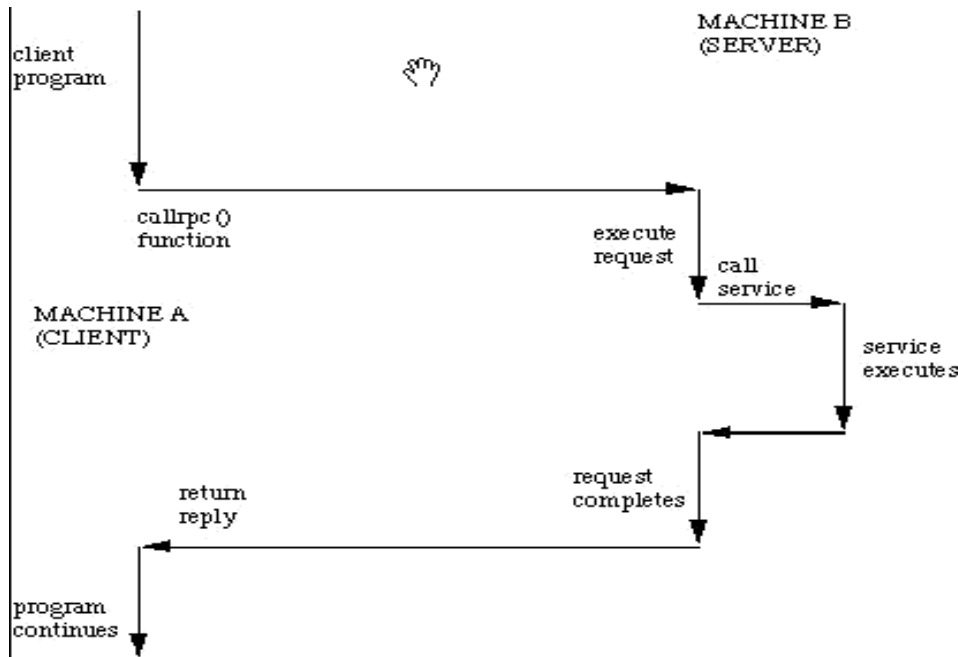 MACHINE B
(SERVER)
client
program
callrpc()
function
execute
request
call
service
MACHINE A
(CLIENT)
service
executes
request
completes
return
reply
program
continues